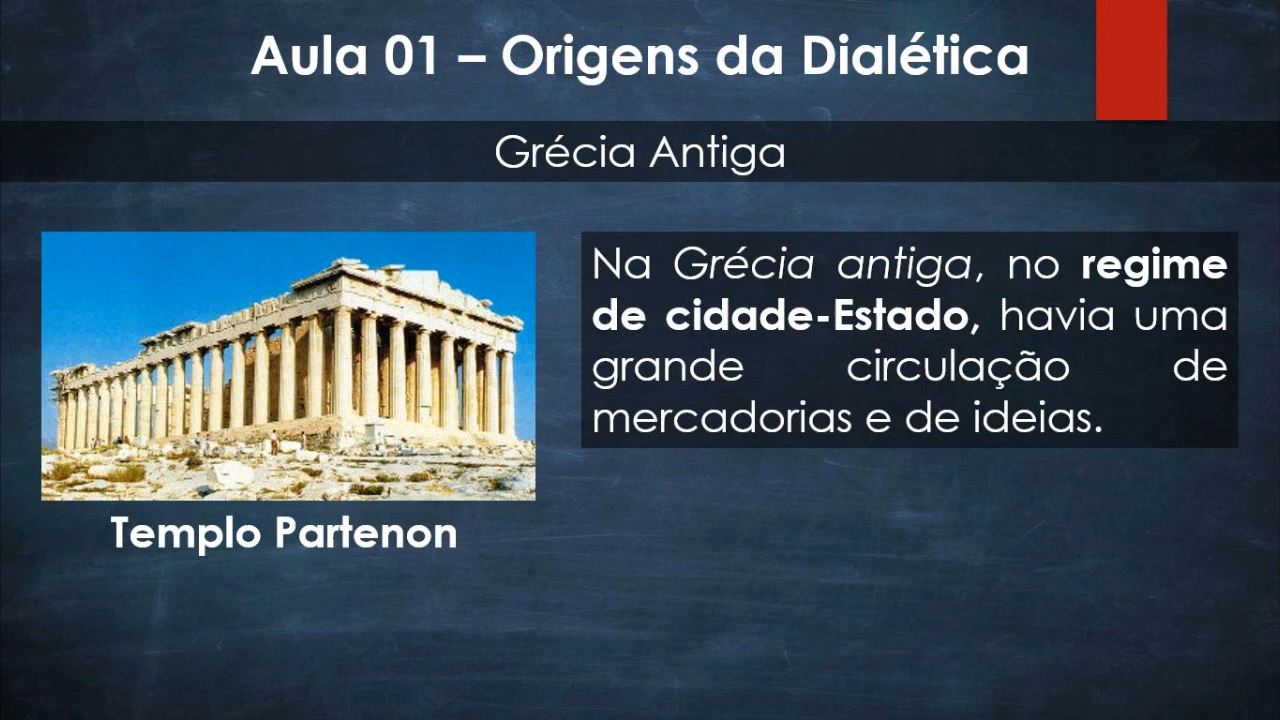 Aula 01 – Origens da Dialética
Grécia Antiga
Na Grécia antiga, no regime
de cidade-Estado, havia uma
grande circulação de
mercadorias e de ideias.
Templo Partenon